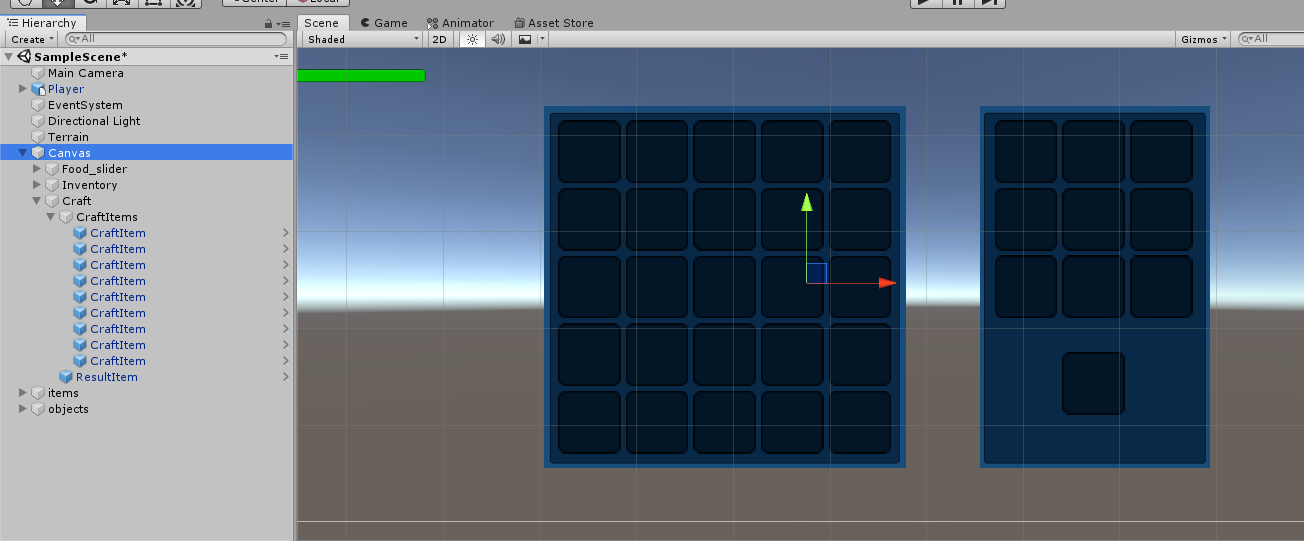 Center Local
Hierarchy
Scene Game Animator Asset Store
Create All
Shaded 2D Gizmos All
SampleScene*
Main Camera
Player
EventSystem
Directional Light
Terrain
Canvas
Food_slider
Inventory
Craft
CraftItems
CraftItem
CraftItem
CraftItem
CraftItem
CraftItem
CraftItem
CraftItem
CraftItem
CraftItem
ResultItem
items
objects